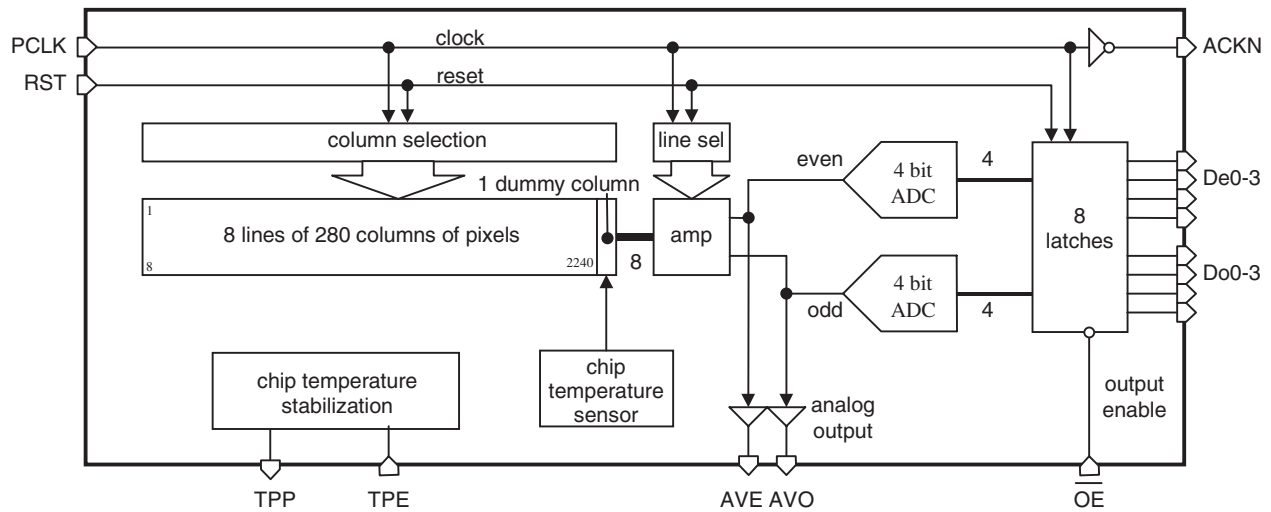 PCLK
clock
ACKN
RST
reset
column selection
line sel
1 dummy column
even
4 bit
ADC
4
De0-3
1
8 lines of 280 columns of pixels
8
2240
8
amp
8
latches
odd
4 bit
ADC
4
Do0-3
chip temperature
stabilization
chip
temperature
sensor
analog
output
output
enable
TPP
TPE
AVE AVO
OE